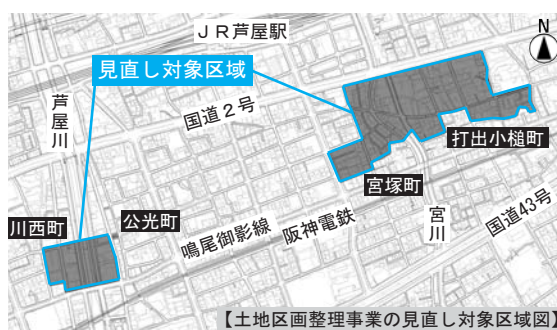 JR芦屋駅
N
見直し対象区域
芦屋川
国道2号
打出小槌町
宮塚町
川西町
公光町
鳴尾御影線
阪神電鉄
宮川
国道43号
【土地区画整理事業の見直し対象区域図】